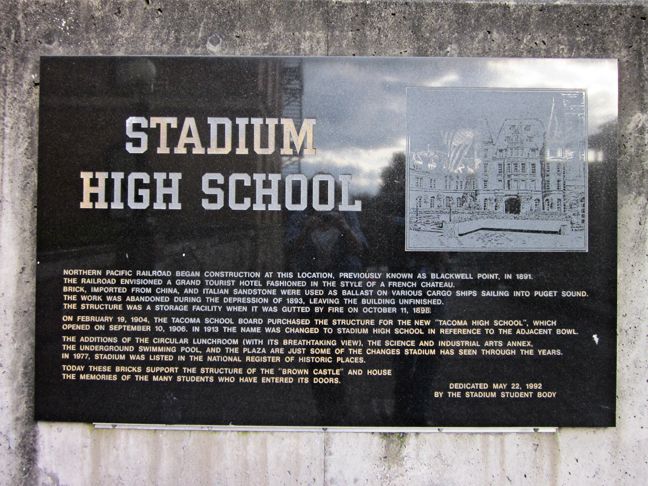 STADIUM
HIGH SCHOOL
NORTHERN PACIFIC RAILROAD BEGAN CONSTRUCTION AT THIS LOCATION, PREVIOUSLY KNOWN AS BLACKWELL POINT, IN 1891.
THE RAILROAD ENVISIONED A GRAND TOURIST HOTEL FASHIONED IN THE STYLE OF A FRENCH CHATEAU.
BRICK, IMPORTED FROM CHINA, AND ITALIAN SANDSTONE WERE USED AS BALLAST ON VARIOUS CARGO SHIPS SAILING INTO PUGET SOUND.
THE WORK WAS ABANDONED DURING THE DEPRESSION OF 1893, LEAVING THE BUILDING UNFINISHED.
THE STRUCTURE WAS A STORAGE FACILITY WHEN IT WAS GUTTED BY FIRE ON OCTOBER 11, 1898.
ON FEBRUARY 19, 1904, THE TACOMA SCHOOL BOARD PURCHASED THE STRUCTURE FOR THE NEW "TACOMA HIGH SCHOOL", WHICH
OPENED ON SEPTEMBER 10, 1906. IN 1913 THE NAME WAS CHANGED TO STADIUM HIGH SCHOOL IN REFERENCE TO THE ADJACENT BOWL.
THE ADDITIONS OF THE CIRCULAR LUNCHROOM (WITH ITS BREATHTAKING VIEW), THE SCIENCE AND INDUSTRIAL ARTS ANNEX,
THE UNDERGROUND SWIMMING POOL, AND THE PLAZA ARE JUST SOME OF THE CHANGES STADIUM HAS SEEN THROUGH THE YEARS.
IN 1977, STADIUM WAS LISTED IN THE NATIONAL REGISTER OF HISTORIC PLACES.
TODAY THESE BRICKS SUPPORT THE STRUCTURE OF THE "BROWN CASTLE" AND HOUSE
THE MEMORIES OF THE MANY STUDENTS WHO HAVE ENTERED ITS DOORS.
DEDICATED MAY 22, 1992
BY THE STADIUM STUDENT BODY